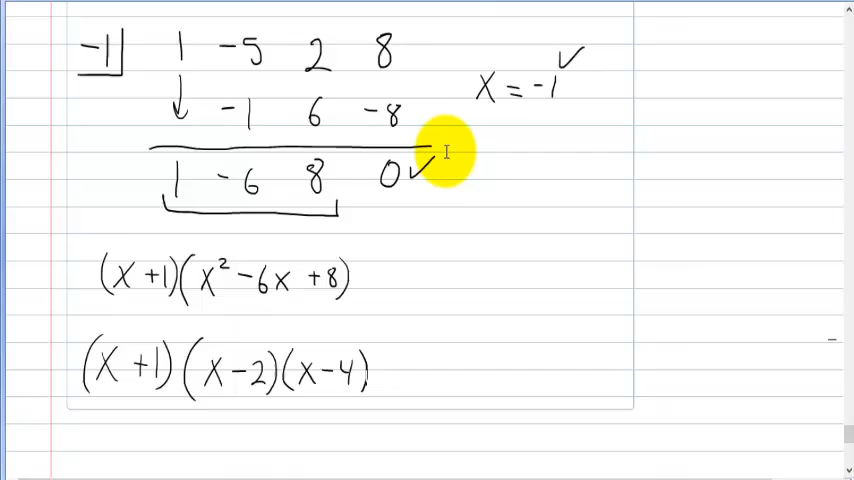 -1 1 -5 2 8
x = -1 ✓
↓ -1 6 -8
1 -6 8 0 ✓
(x +1)(x² -6x +8)
(x +1)(x -2)(x -4)